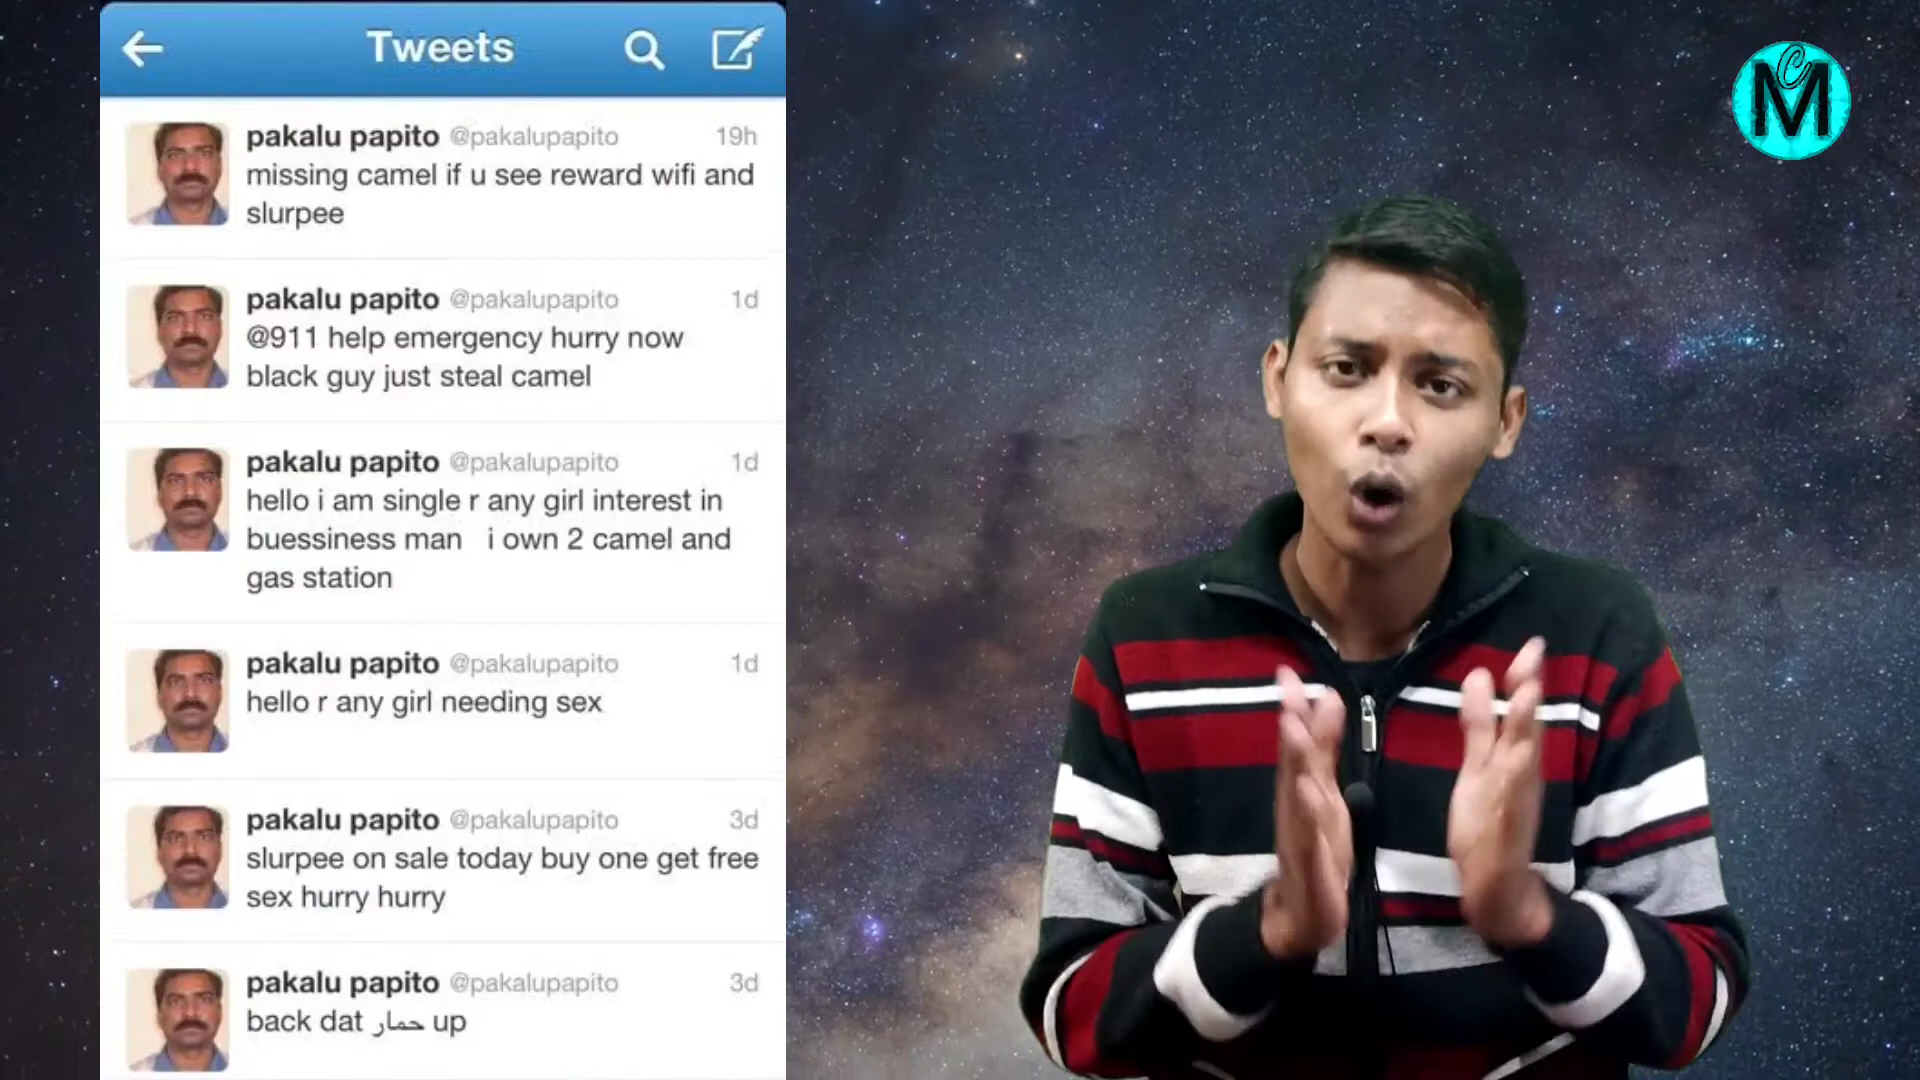 Tweets
pakalu papito @pakalupapito 19h
missing camel if u see reward wifi and
slurpee
pakalu papito @pakalupapito 1d
@911 help emergency hurry now
black guy just steal camel
pakalu papito @pakalupapito 1d
hello i am single r any girl interest in
buessiness man i own 2 camel and
gas station
pakalu papito @pakalupapito 1d
hello r any girl needing sex
pakalu papito @pakalupapito 3d
slurpee on sale today buy one get free
sex hurry hurry
pakalu papito @pakalupapito 3d
back dat حمار up
CM